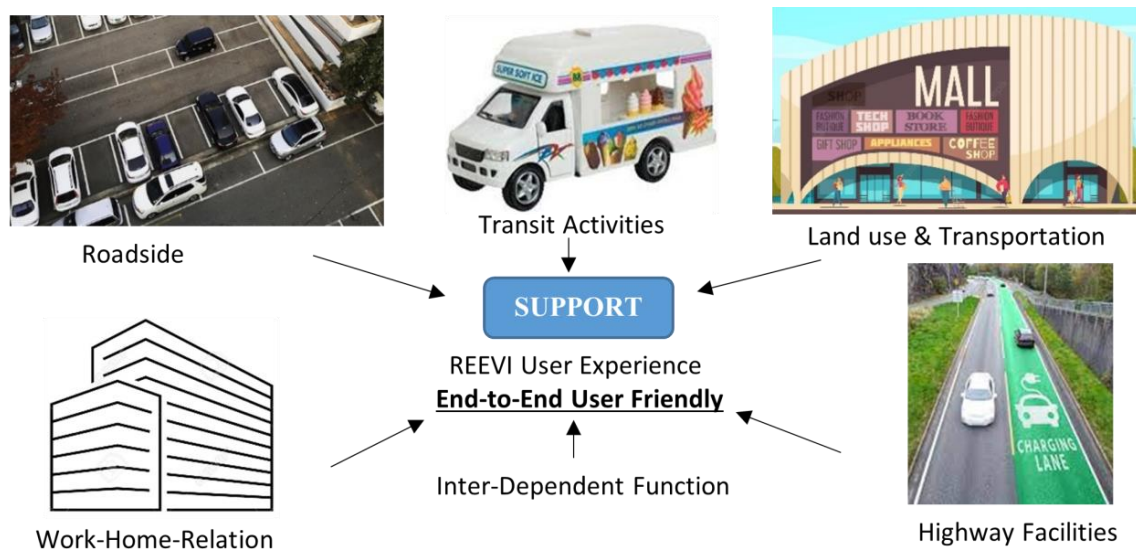 SUPER SOFT ICE
MALL
SHOP
FASHION
BUTIQUE
TECH
SHOP
BOOK
STORE
FASHION
BUTIQUE
GIFT SHOP
APPLIANCES
COFFEE
SHOP
Roadside
Transit Activities
Land use & Transportation
SUPPORT
REEVI User Experience
End-to-End User Friendly
Inter-Dependent Function
CHARGING
LANE
Work-Home-Relation
Highway Facilities